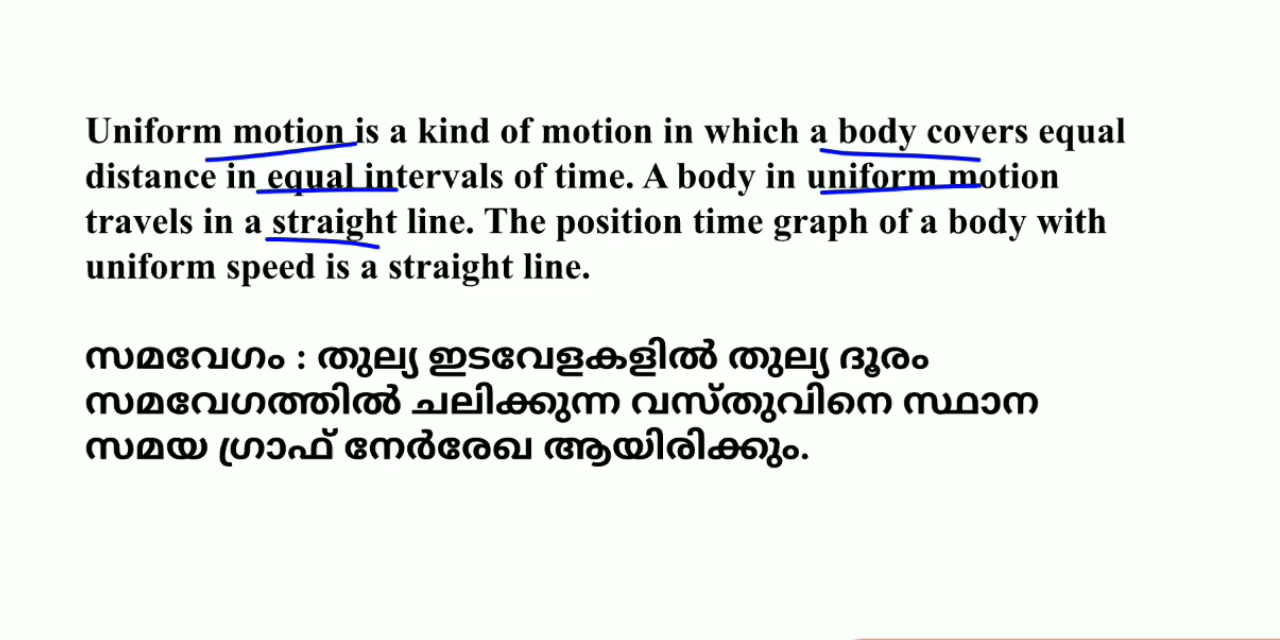 Uniform motion is a kind of motion in which a body covers equal
distance in equal intervals of time. A body in uniform motion
travels in a straight line. The position time graph of a body with
uniform speed is a straight line.
സമവേഗം : തുല്യ ഇടവേളകളിൽ തുല്യ ദൂരം
സമവേഗത്തിൽ ചലിക്കുന്ന വസ്തുവിനെ സ്ഥാന
സമയ ഗ്രാഫ് നേർരേഖ ആയിരിക്കും.